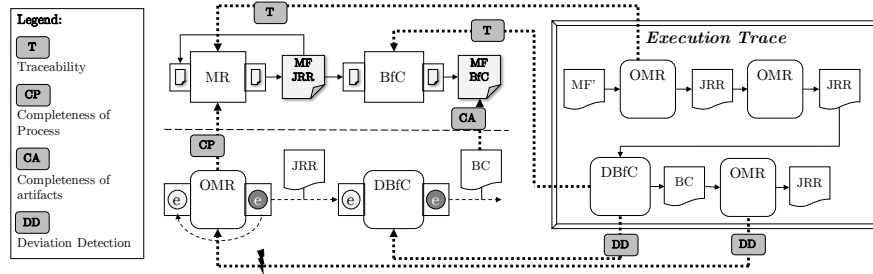 Legend:
T
Traceability
CP
Completeness of
Process
CA
Completeness of
artifacts
DD
Deviation Detection
T
T
MR
MF
JRR
BfC
MF
BfC
CA
CP
OMR
e
e
JRR
DBfC
e
e
BC
Execution Trace
MF'
OMR
JRR
OMR
JRR
DBfC
BC
OMR
JRR
DD
DD